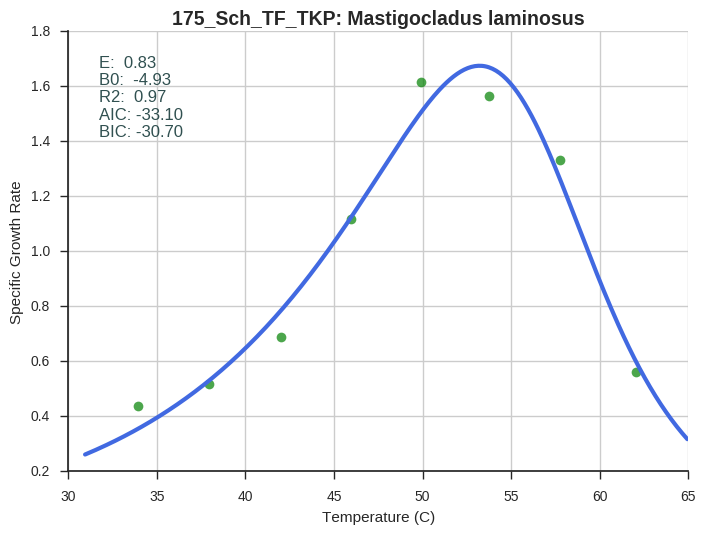 175_Sch_TF_TKP: Mastigocladus laminosus
E:  0.83
B0:  -4.93
R2:  0.97
AIC: -33.10
BIC: -30.70
1.8
1.6
1.4
1.2
1.0
0.8
0.6
0.4
0.2
Specific Growth Rate
30 35 40 45 50 55 60 65
Temperature (C)